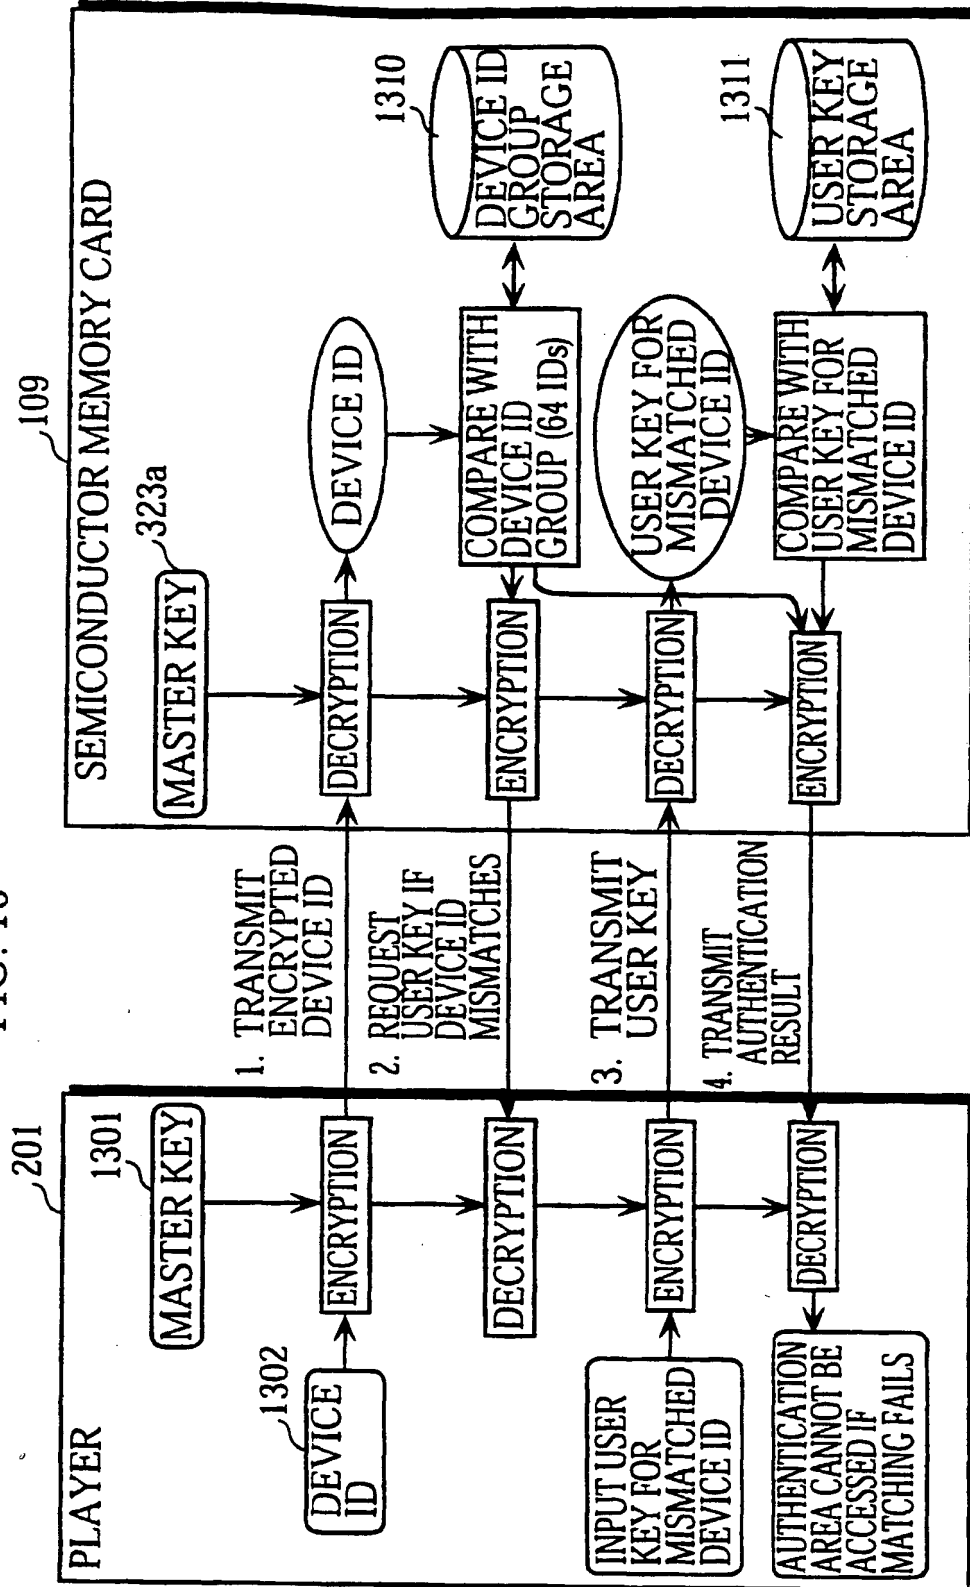 FIG. 16
PLAYER
201
1301
MASTER KEY
1302
DEVICE
ID
ENCRYPTION
DECRYPTION
INPUT USER
KEY FOR
MISMATCHED
DEVICE ID
ENCRYPTION
AUTHENTICATION
AREA CANNOT BE
ACCESSED IF
MATCHING FAILS
DECRYPTION
1. TRANSMIT
ENCRYPTED
DEVICE ID
2. REQUEST
USER KEY IF
DEVICE ID
MISMATCHES
3. TRANSMIT
USER KEY
4. TRANSMIT
AUTHENTICATION
RESULT
SEMICONDUCTOR MEMORY CARD
109
MASTER KEY
323a
DECRYPTION
DEVICE ID
ENCRYPTION
COMPARE WITH
DEVICE ID
GROUP (64 IDs)
1310
DEVICE ID
GROUP
STORAGE
AREA
DECRYPTION
USER KEY FOR
MISMATCHED
DEVICE ID
ENCRYPTION
COMPARE WITH
USER KEY FOR
MISMATCHED
DEVICE ID
1311
USER KEY
STORAGE
AREA